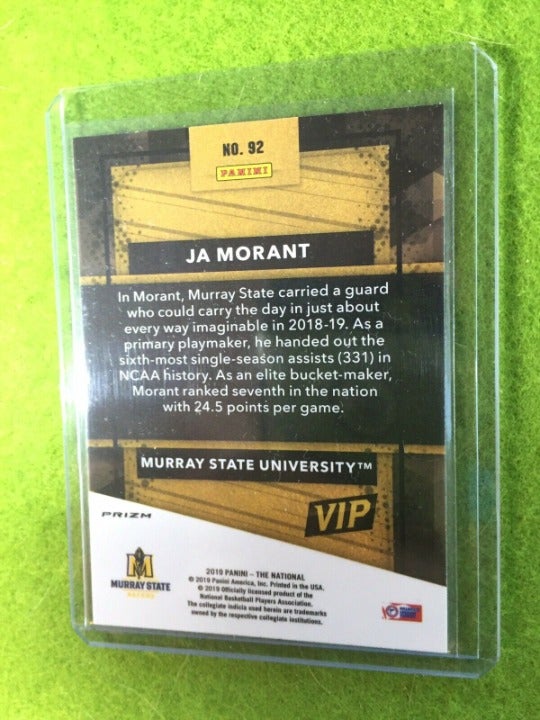 NO. 92
PANINI
JA MORANT
In Morant, Murray State carried a guard
who could carry the day in just about
every way imaginable in 2018-19. As a
primary playmaker, he handed out the
sixth-most single-season assists (331) in
NCAA history. As an elite bucket-maker,
Morant ranked seventh in the nation
with 24.5 points per game.
MURRAY STATE UNIVERSITY™
VIP
PRIZM
M
MURRAY STATE
RACERS
2019 PANINI – THE NATIONAL
© 2019 Panini America, Inc. Printed in the USA.
© 2019 Officially licensed product of the
National Basketball Players Association.
The collegiate indicia used herein are trademarks
owned by the respective collegiate institutions.